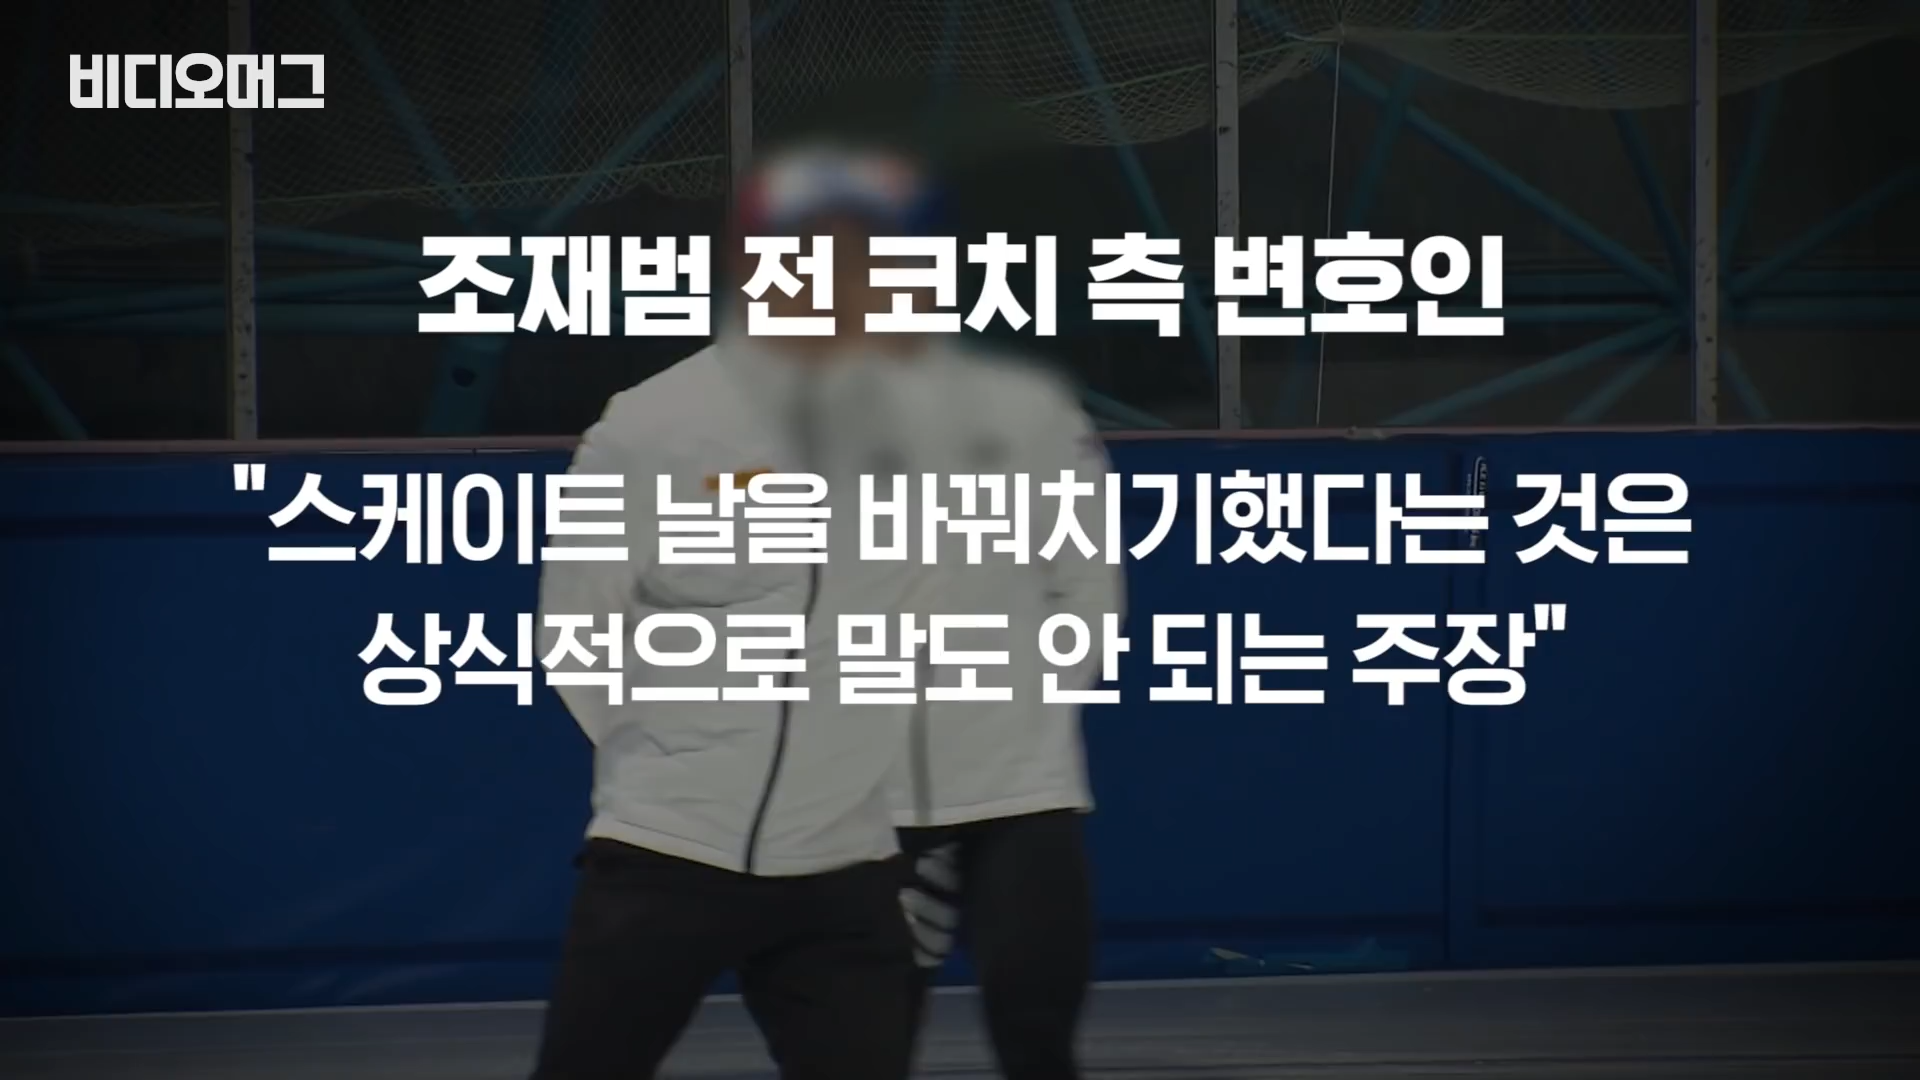 비디오머그
조재범 전 코치 측 변호인
"스케이트 날을 바꿔치기했다는 것은
상식적으로 말도 안 되는 주장"